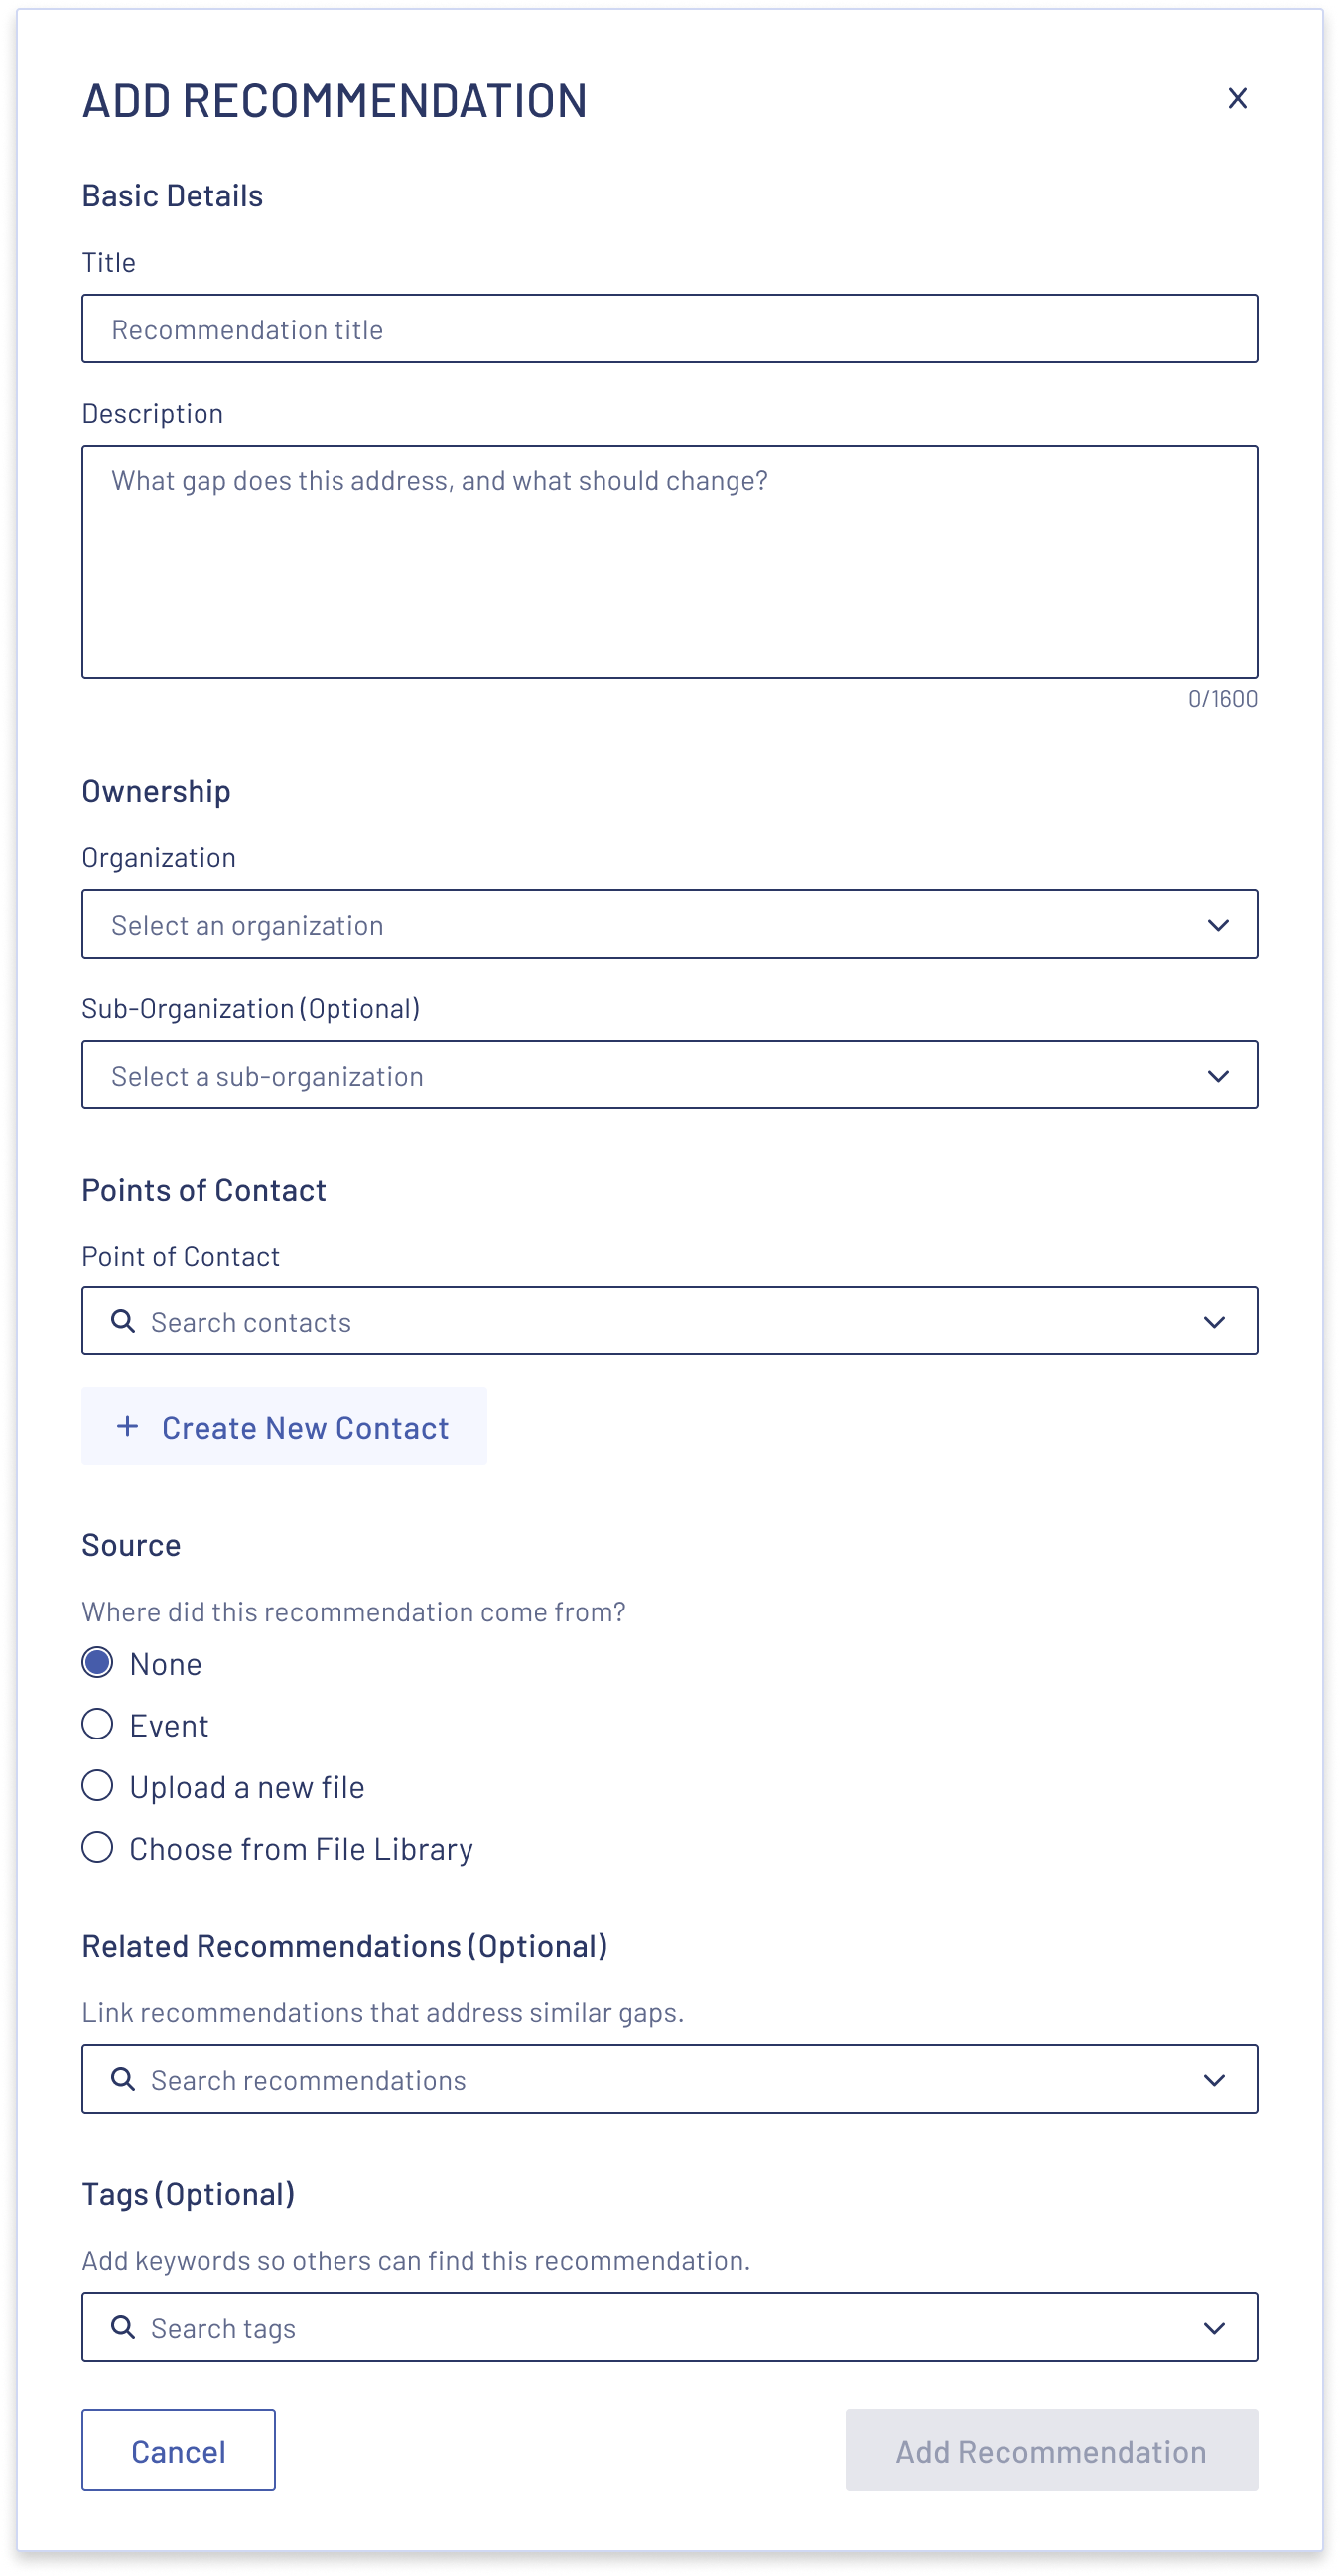 ADD RECOMMENDATION
X
Basic Details
Title
Recommendation title
Description
What gap does this address, and what should change?
0/1600
Ownership
Organization
Select an organization
Sub-Organization (Optional)
Select a sub-organization
Points of Contact
Point of Contact
Search contacts
+ Create New Contact
Source
Where did this recommendation come from?
None
Event
Upload a new file
Choose from File Library
Related Recommendations (Optional)
Link recommendations that address similar gaps.
Search recommendations
Tags (Optional)
Add keywords so others can find this recommendation.
Search tags
Cancel
Add Recommendation